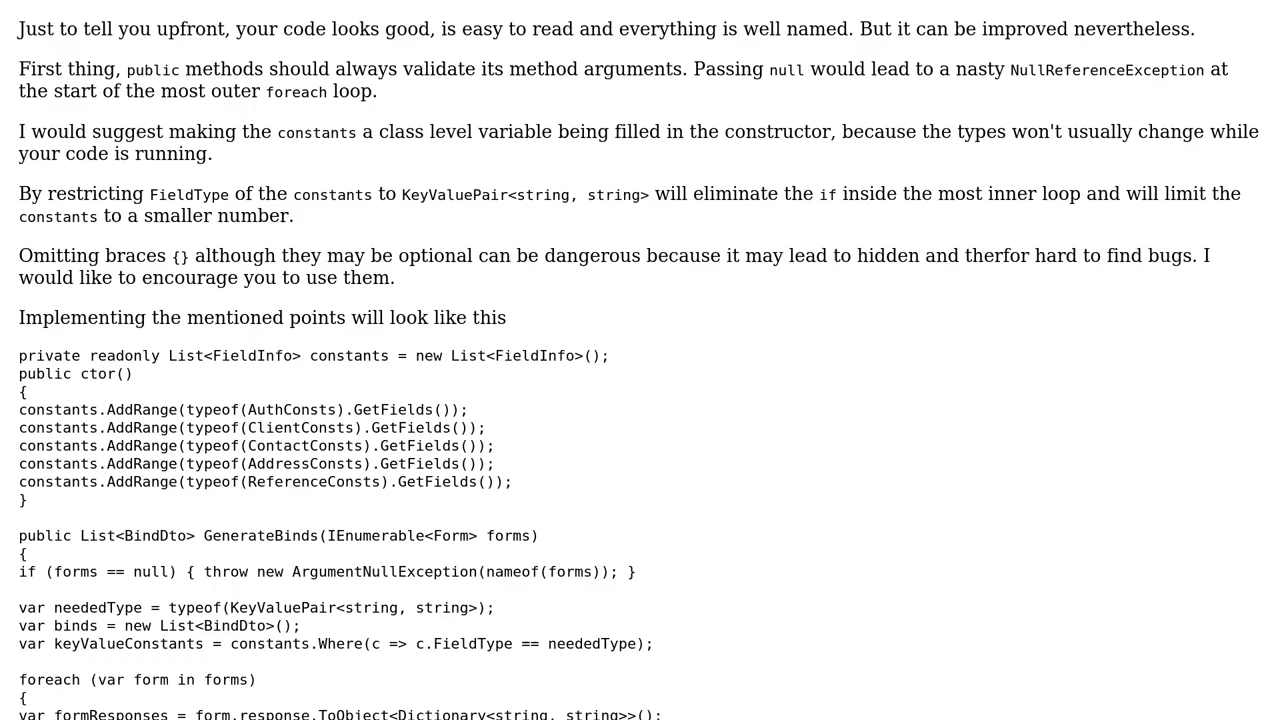 Just to tell you upfront, your code looks good, is easy to read and everything is well named. But it can be improved nevertheless.
First thing, public methods should always validate its method arguments. Passing null would lead to a nasty NullReferenceException at
the start of the most outer foreach loop.
I would suggest making the constants a class level variable being filled in the constructor, because the types won't usually change while
your code is running.
By restricting FieldType of the constants to KeyValuePair<string, string> will eliminate the if inside the most inner loop and will limit the
constants to a smaller number.
Omitting braces {} although they may be optional can be dangerous because it may lead to hidden and therfor hard to find bugs. I
would like to encourage you to use them.
Implementing the mentioned points will look like this
private readonly List<FieldInfo> constants = new List<FieldInfo>();
public ctor()
{
constants.AddRange(typeof(AuthConsts).GetFields());
constants.AddRange(typeof(ClientConsts).GetFields());
constants.AddRange(typeof(ContactConsts).GetFields());
constants.AddRange(typeof(AddressConsts).GetFields());
constants.AddRange(typeof(ReferenceConsts).GetFields());
}
public List<BindDto> GenerateBinds(IEnumerable<Form> forms)
{
if (forms == null) { throw new ArgumentNullException(nameof(forms)); }
var neededType = typeof(KeyValuePair<string, string>);
var binds = new List<BindDto>();
var keyValueConstants = constants.Where(c => c.FieldType == neededType);
foreach (var form in forms)
{
var formResponses = form.response.ToObject<Dictionary<string, string>>();